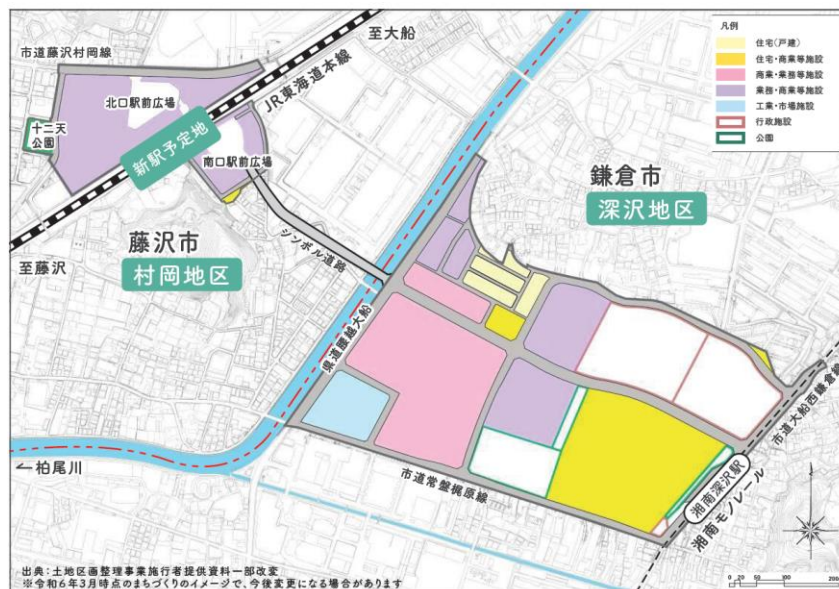 至大船
市道藤沢村岡線
JR東海道本線
北口駅前広場
十二天
公園
新駅予定地
南口駅前広場
藤沢市
村岡地区
至藤沢
シンボル道路
鎌倉市
深沢地区
県道腰越大船
市道大船西鎌倉線
湘南深沢駅
湘南モノレール
市道常盤梶原線
←柏尾川
凡例
住宅(戸建)
住宅・商業等施設
商業・業務等施設
業務・商業等施設
工業・市場施設
行政施設
公園
出典:土地区画整理事業施行者提供資料一部改変
※令和6年3月時点のまちづくりのイメージで、今後変更になる場合があります
0 20 50 100 200